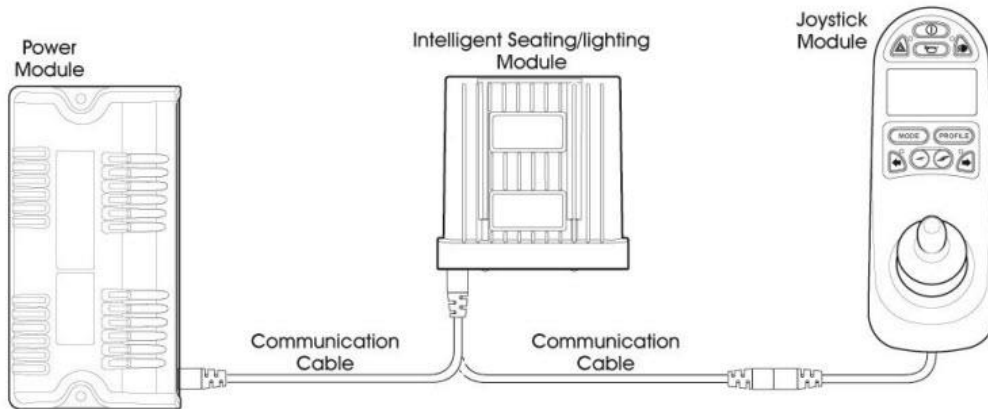 Power
Module
Intelligent Seating/lighting
Module
Joystick
Module
MODE
PROFILE
Communication
Cable
Communication
Cable